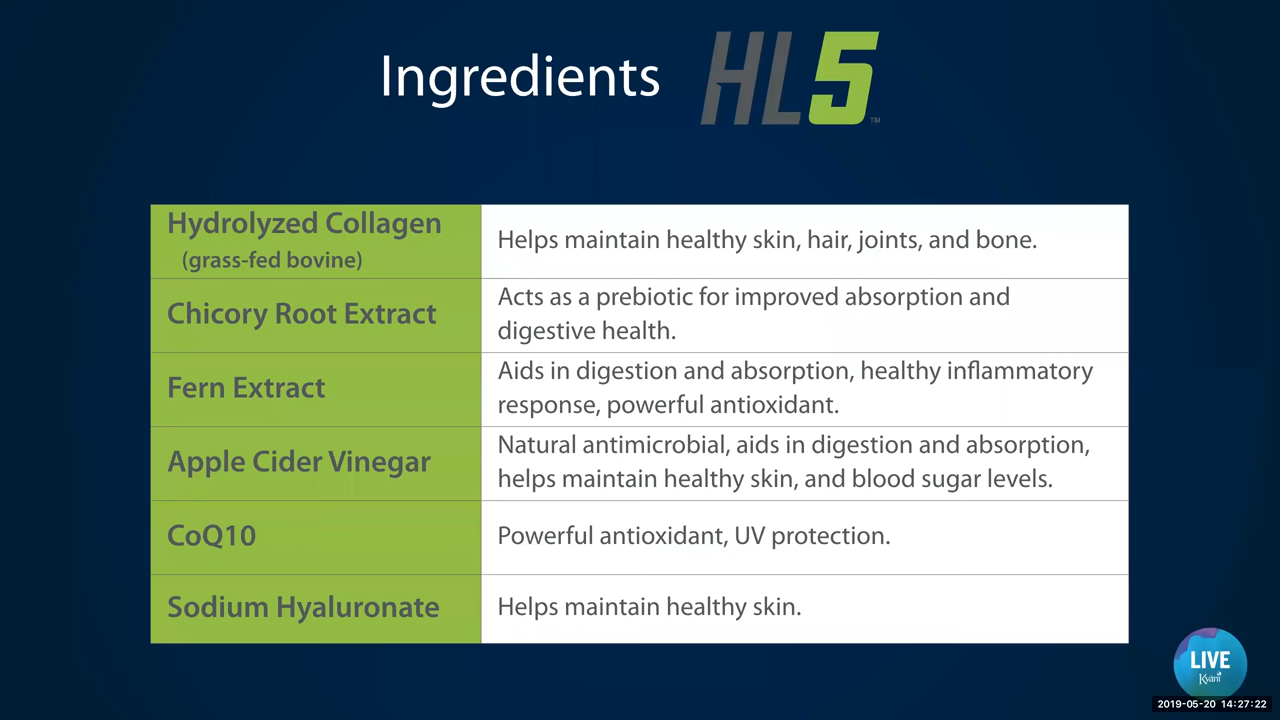 Ingredients HL5™
Hydrolyzed Collagen
(grass-fed bovine)
Helps maintain healthy skin, hair, joints, and bone.
Chicory Root Extract
Acts as a prebiotic for improved absorption and
digestive health.
Fern Extract
Aids in digestion and absorption, healthy inflammatory
response, powerful antioxidant.
Apple Cider Vinegar
Natural antimicrobial, aids in digestion and absorption,
helps maintain healthy skin, and blood sugar levels.
CoQ10
Powerful antioxidant, UV protection.
Sodium Hyaluronate
Helps maintain healthy skin.
LIVE
Kyäni
2019-05-20 14:27:22